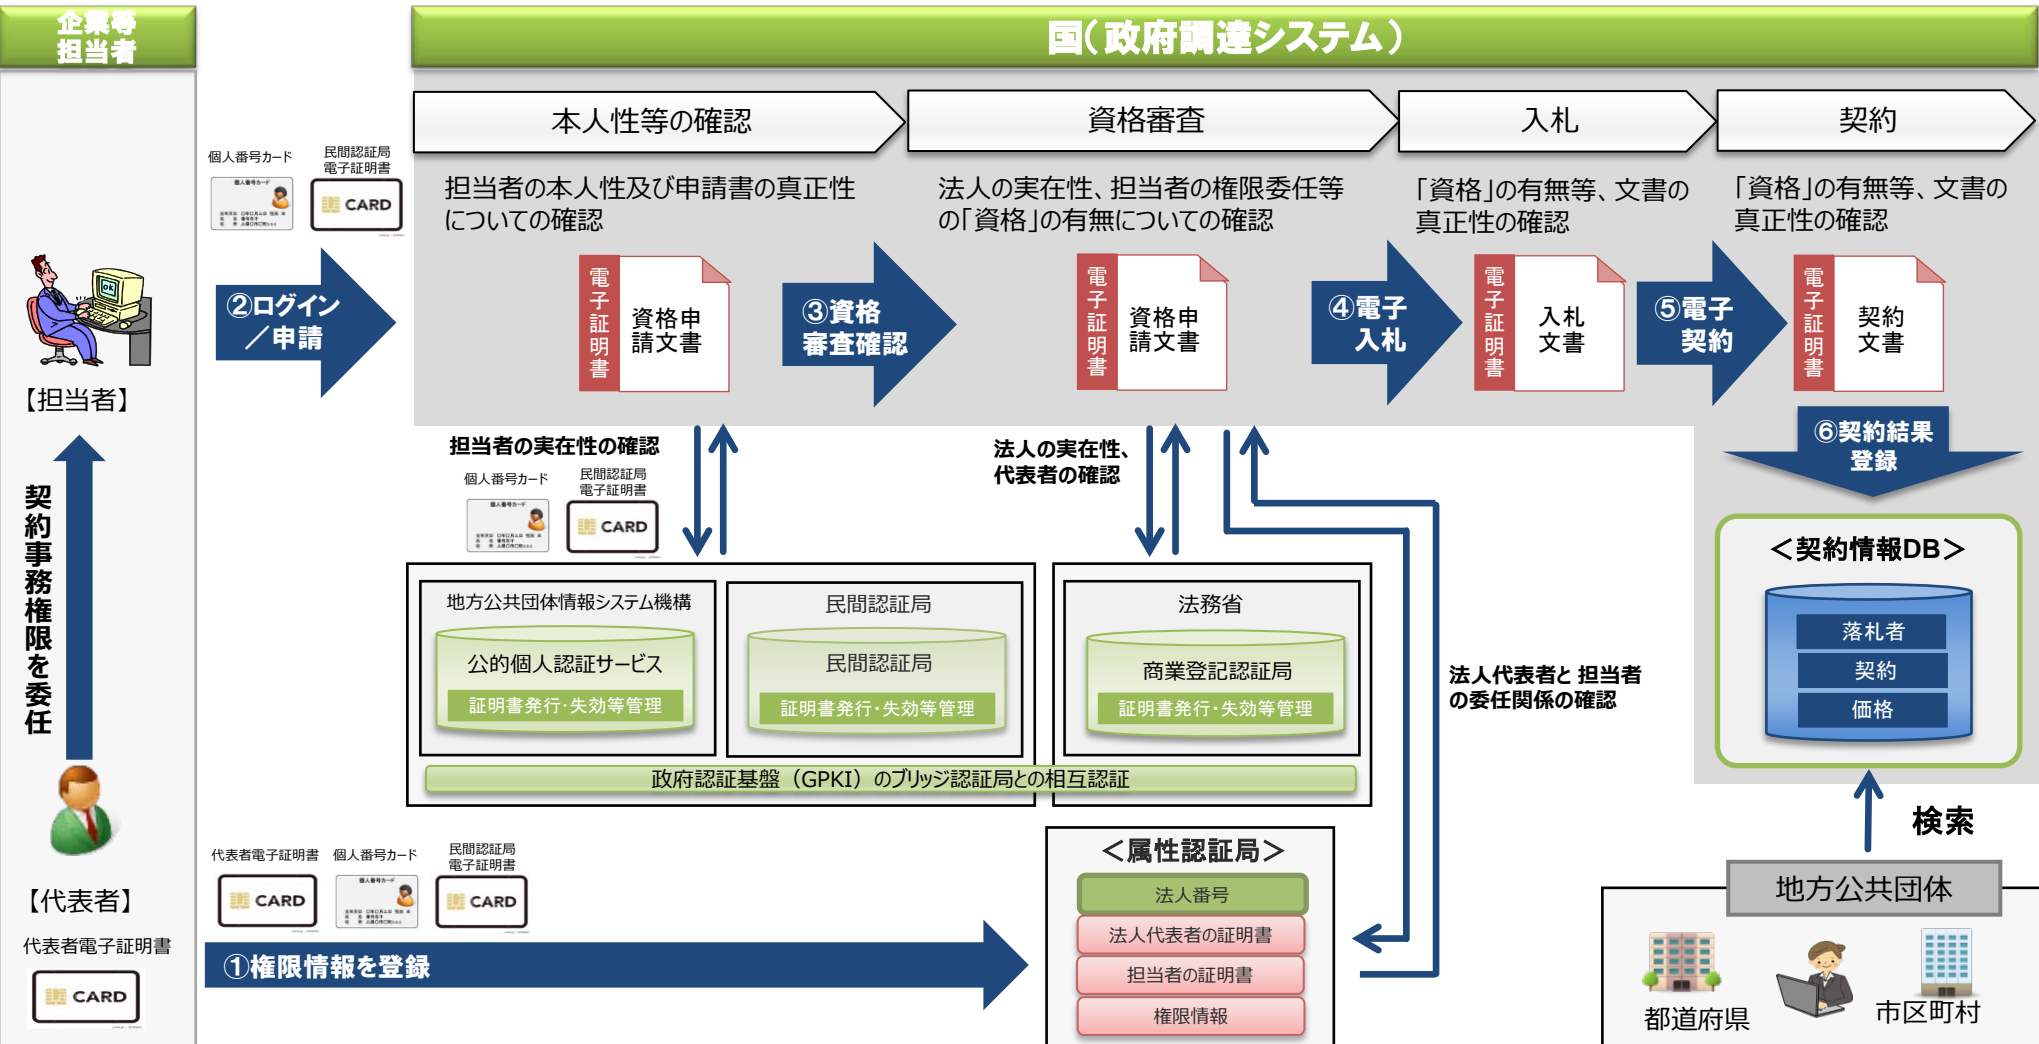 企業等
担当者
国（政府調達システム）
本人性等の確認
資格審査
入札
契約
個人番号カード
民間認証局
電子証明書
個人番号カード
CARD
担当者の本人性及び申請書の真正性
についての確認
法人の実在性、担当者の権限委任等
の「資格」の有無についての確認
「資格」の有無等、文書の
真正性の確認
「資格」の有無等、文書の
真正性の確認
OK
②ログイン
／申請
電子証明書
資格申
請文書
③資格
審査確認
電子証明書
資格申
請文書
④電子
入札
電子証明書
入札
文書
⑤電子
契約
電子証明書
契約
文書
【担当者】
契約事務権限を委任
担当者の実在性の確認
個人番号カード
民間認証局
電子証明書
個人番号カード
CARD
法人の実在性、
代表者の確認
⑥契約結果
登録
＜契約情報DB＞
落札者
契約
価格
地方公共団体情報システム機構
公的個人認証サービス
証明書発行・失効等管理
民間認証局
民間認証局
証明書発行・失効等管理
法務省
商業登記認証局
証明書発行・失効等管理
法人代表者と担当者
の委任関係の確認
政府認証基盤（GPKI）のブリッジ認証局との相互認証
検索
【代表者】
代表者電子証明書
CARD
代表者電子証明書
個人番号カード
民間認証局
電子証明書
CARD
個人番号カード
CARD
①権限情報を登録
＜属性認証局＞
法人番号
法人代表者の証明書
担当者の証明書
権限情報
地方公共団体
都道府県
市区町村